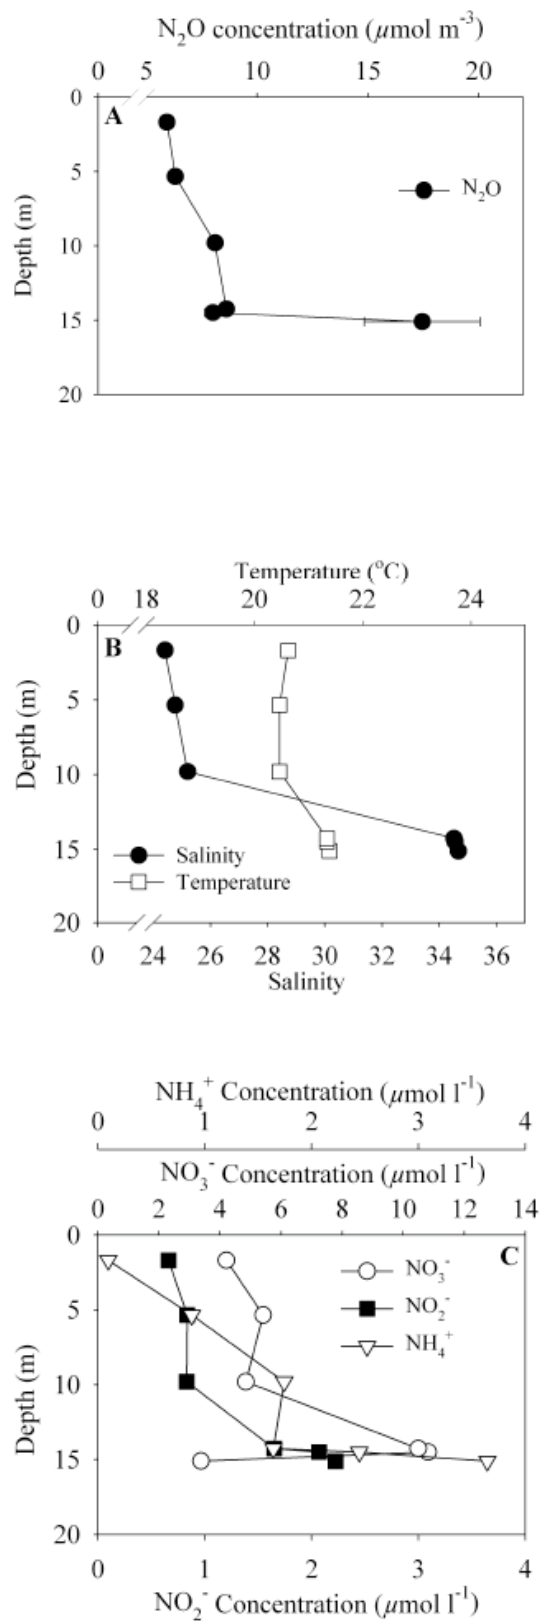 N₂O concentration (µmol m⁻³)
0 5 10 15 20
A
N₂O
Depth (m)
0
5
10
15
20
Temperature (°C)
0 18 20 22 24
B
Depth (m)
0
5
10
15
20
Salinity
Temperature
0 24 26 28 30 32 34 36
Salinity
NH₄⁺ Concentration (µmol l⁻¹)
0 1 2 3 4
NO₃⁻ Concentration (µmol l⁻¹)
0 2 4 6 8 10 12 14
C
NO₃⁻
NO₂⁻
NH₄⁺
Depth (m)
0
5
10
15
20
0 1 2 3 4
NO₂⁻ Concentration (µmol l⁻¹)